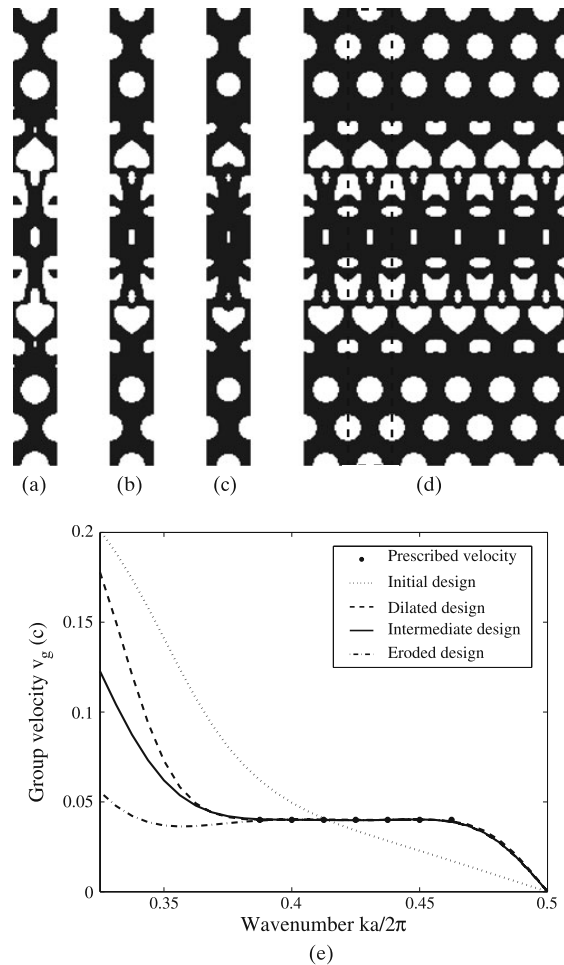 (a) (b) (c) (d)
0.2
0.15
0.1
0.05
0
Group velocity v_g (c)
Prescribed velocity
Initial design
Dilated design
Intermediate design
Eroded design
0.35 0.4 0.45 0.5
Wavenumber ka/2π
(e)